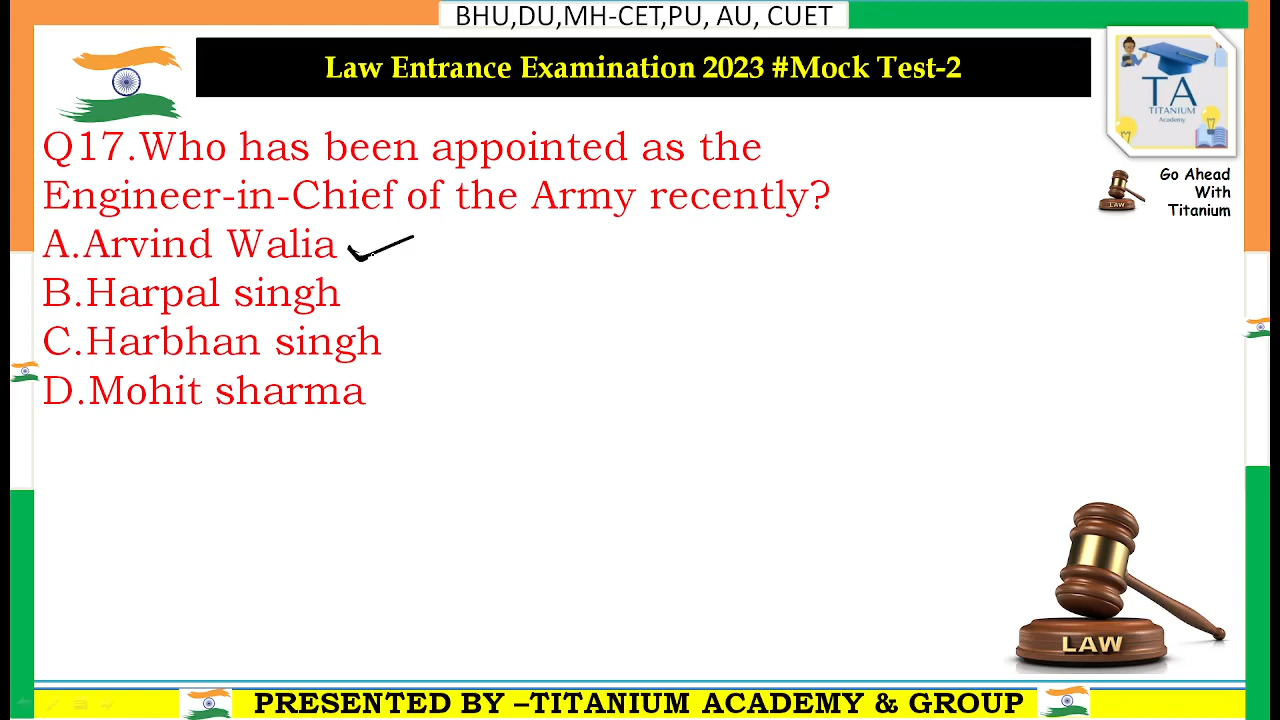 BHU,DU,MH-CET,PU, AU, CUET
Law Entrance Examination 2023 #Mock Test-2
TA
TITANIUM
Academy
Go Ahead
With
Titanium
LAW
Q17.Who has been appointed as the
Engineer-in-Chief of the Army recently?
A.Arvind Walia
B.Harpal singh
C.Harbhan singh
D.Mohit sharma
LAW
PRESENTED BY –TITANIUM ACADEMY & GROUP